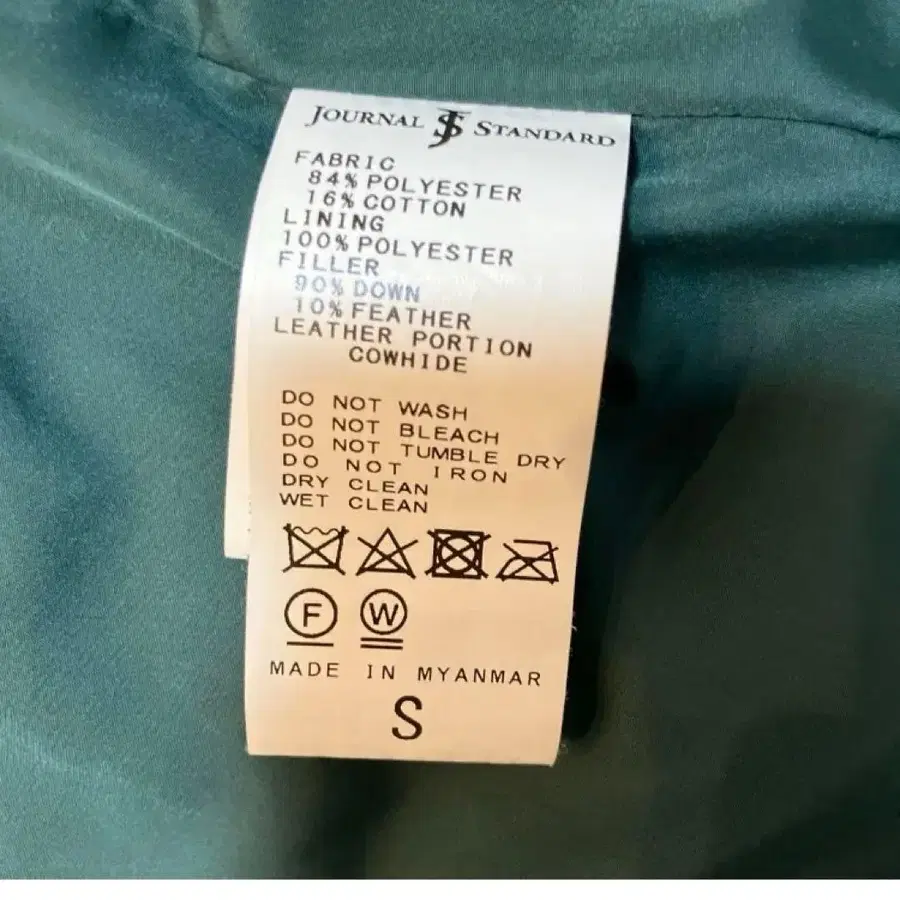 JOURNAL JS STANDARD
FABRIC
84% POLYESTER
16% COTTON
LINING
100% POLYESTER
FILLER
90% DOWN
10% FEATHER
LEATHER PORTION
COWHIDE
DO NOT WASH
DO NOT BLEACH
DO NOT TUMBLE DRY
DO NOT IRON
DRY CLEAN
WET CLEAN
F W
MADE IN MYANMAR
S